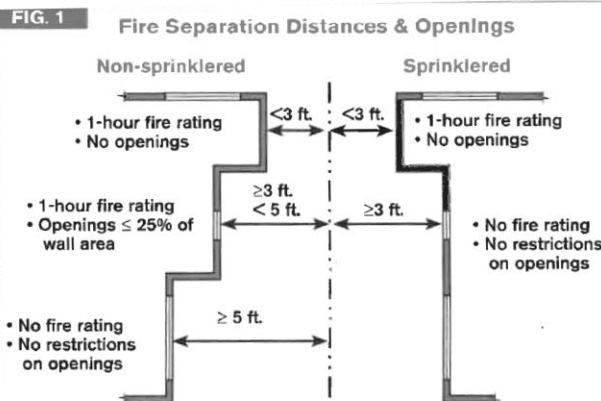 FIG. 1
Fire Separation Distances & Openings
Non-sprinklered
Sprinklered
<3 ft.
<3 ft.
• 1-hour fire rating
• No openings
• 1-hour fire rating
• No openings
• 1-hour fire rating
• Openings ≤ 25% of
wall area
≥3 ft.
< 5 ft.
≥3 ft.
• No fire rating
• No restrictions
on openings
• No fire rating
• No restrictions
on openings
≥ 5 ft.